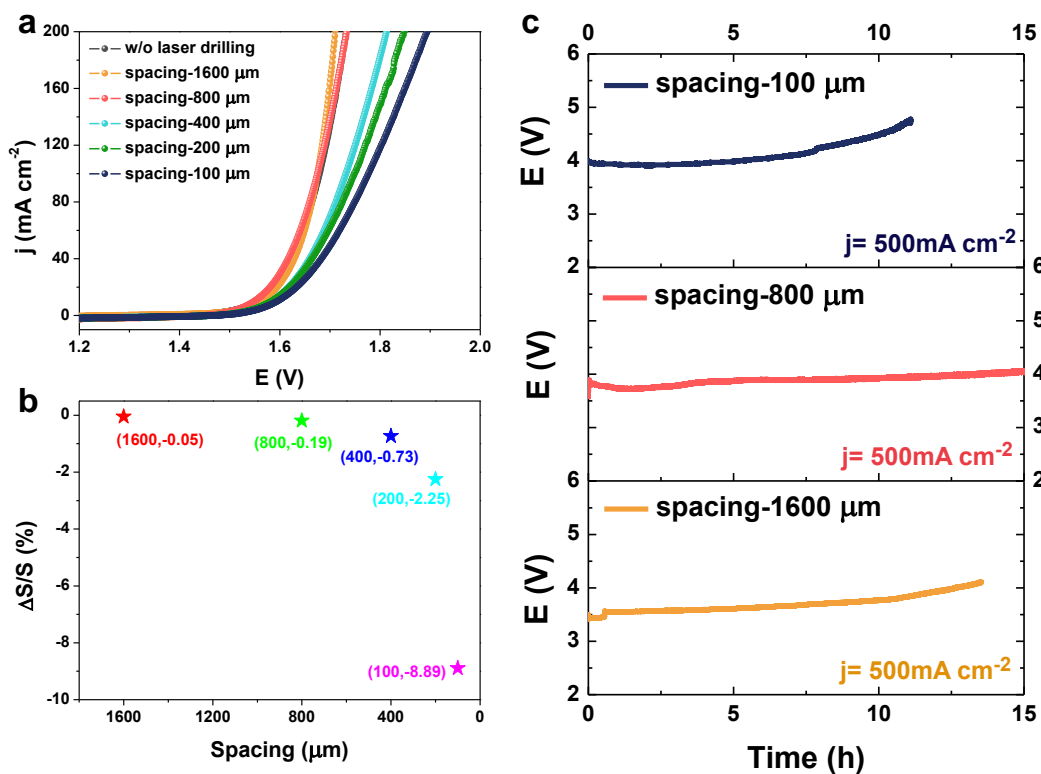 a
200
160
120
80
40
0
j (mA cm-2)
w/o laser drilling
spacing-1600 μm
spacing-800 μm
spacing-400 μm
spacing-200 μm
spacing-100 μm
1.2 1.4 1.6 1.8 2.0
E (V)
b
0
-2
-4
-6
-8
-10
ΔS/S (%)
(1600,-0.05)
(800,-0.19)
(400,-0.73)
(200,-2.25)
(100,-8.89)
1600 1200 800 400 0
Spacing (μm)
c
0 5 10 15
6
5
4
3
2
E (V)
spacing-100 μm
j= 500mA cm-2
6
5
4
3
2
E (V)
spacing-800 μm
j= 500mA cm-2
6
5
4
3
2
E (V)
spacing-1600 μm
j= 500mA cm-2
0 5 10 15
Time (h)